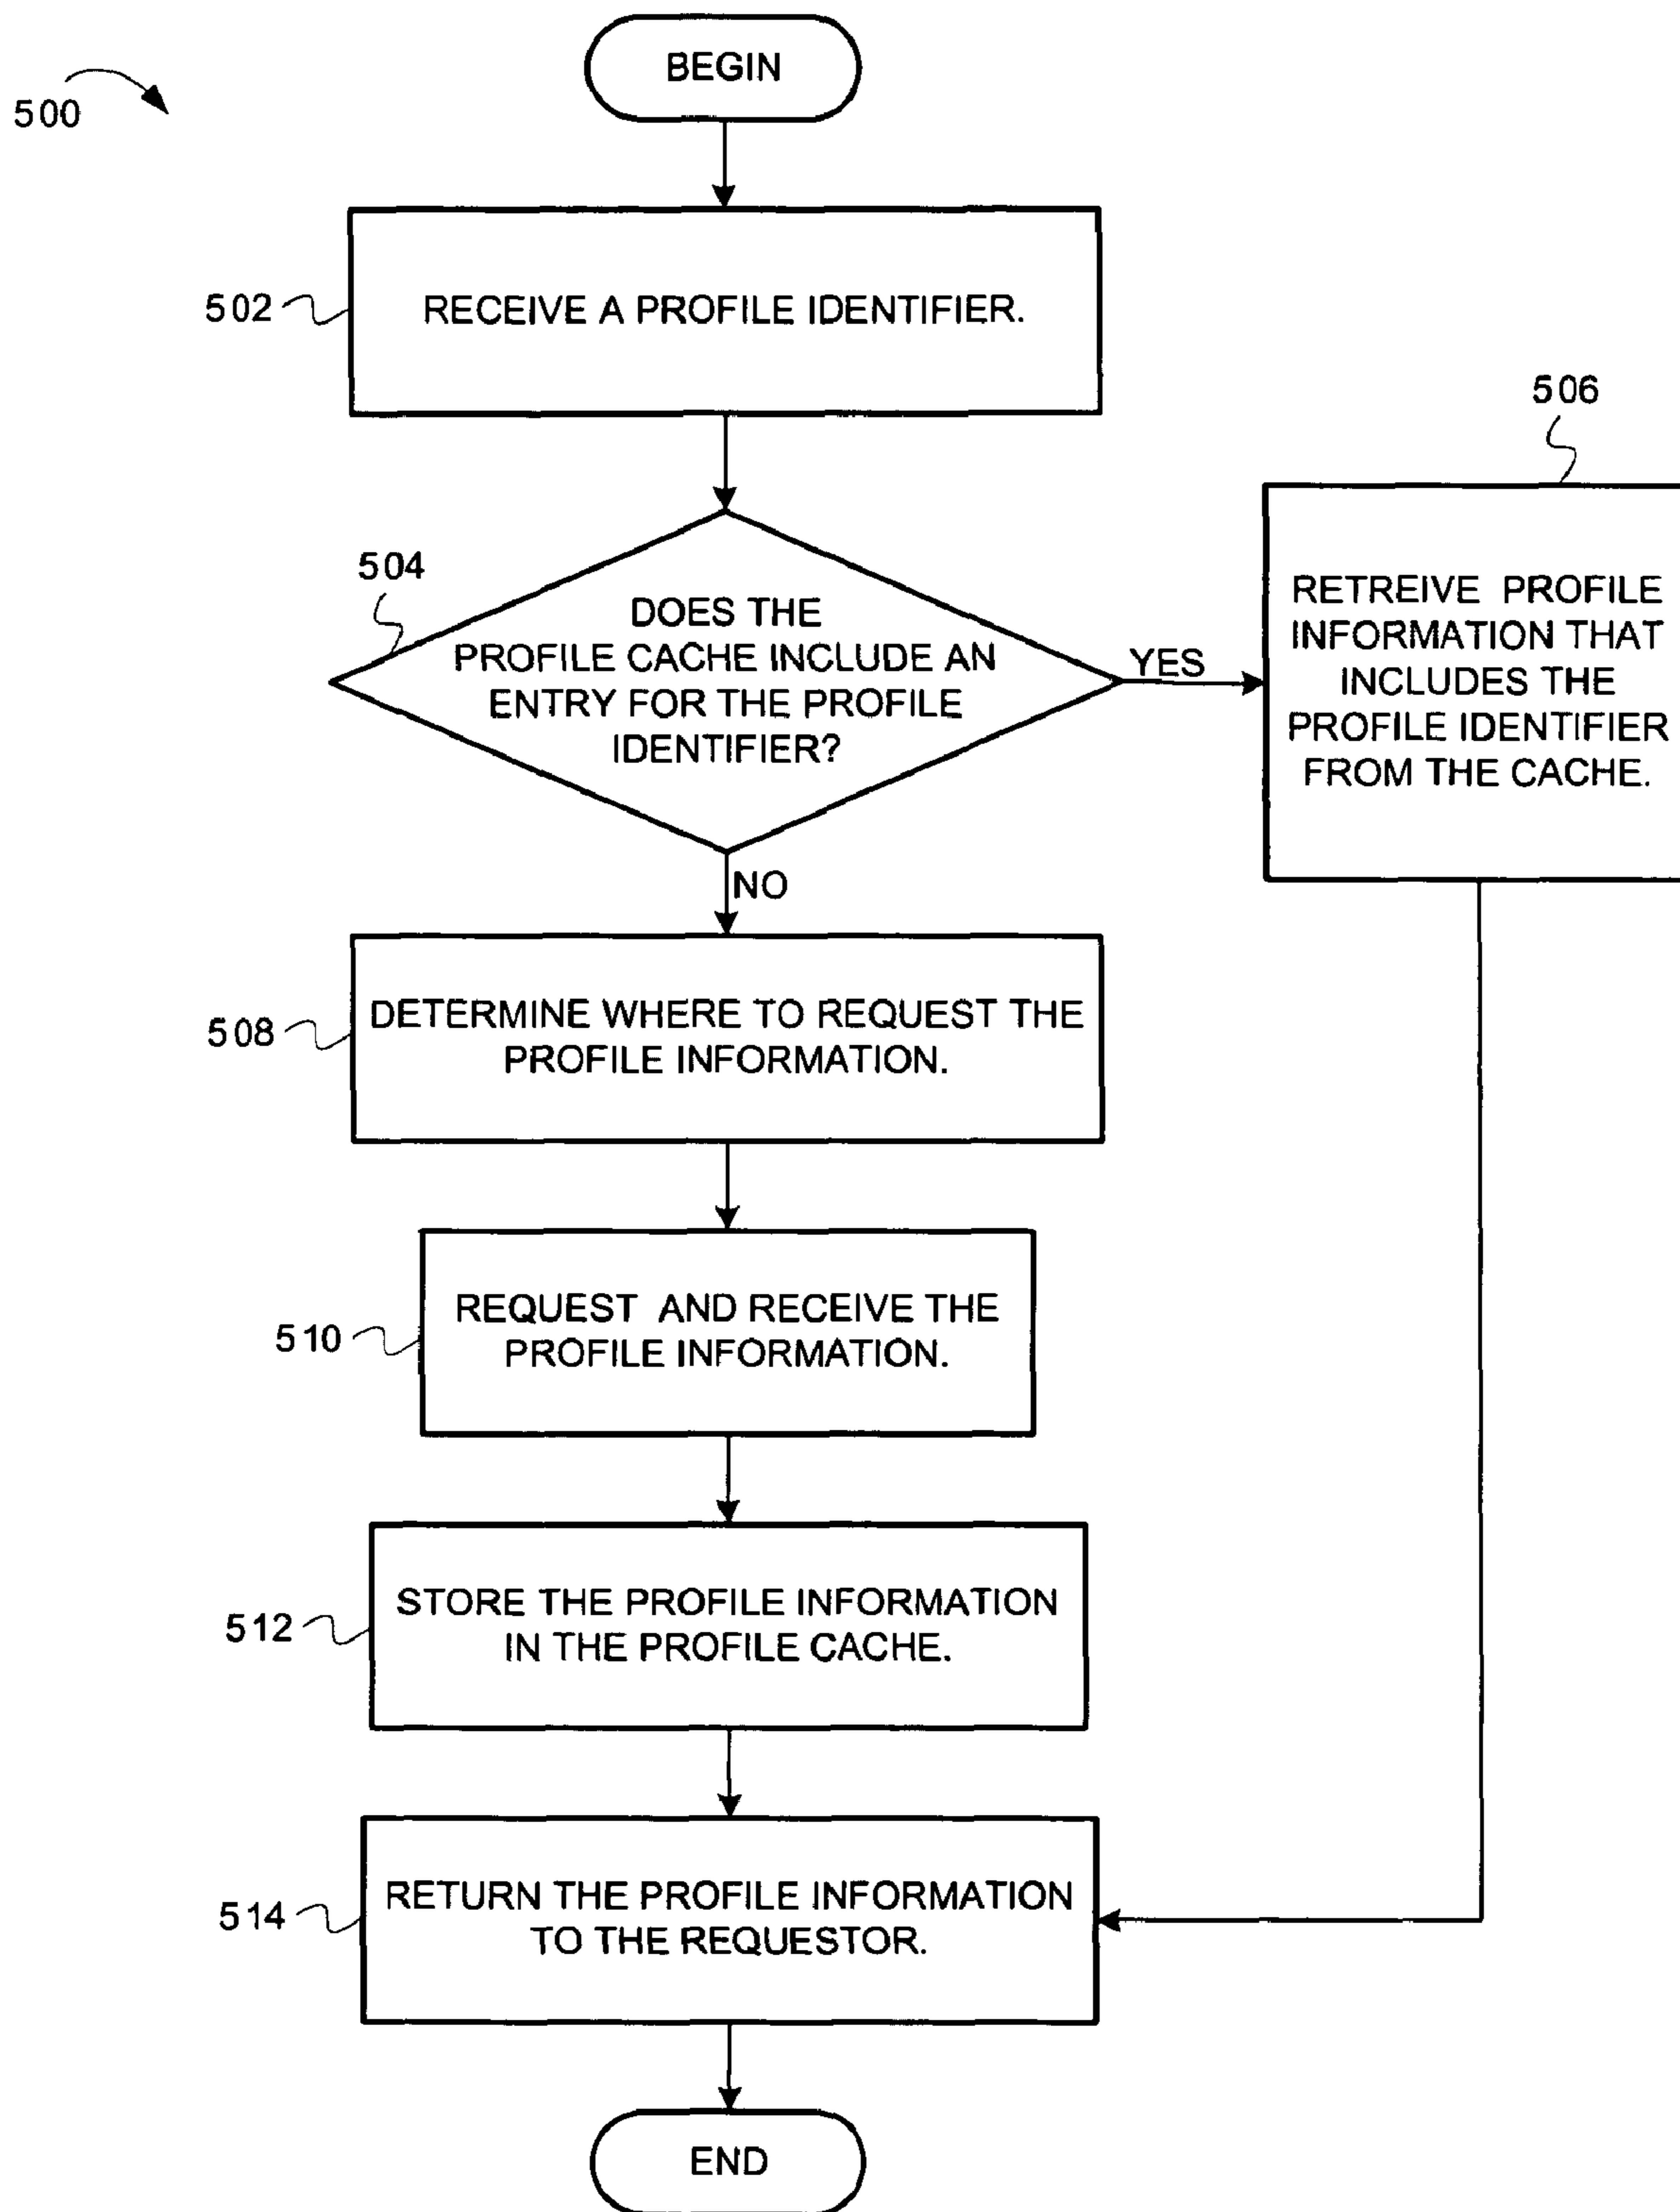 500
BEGIN
502
RECEIVE A PROFILE IDENTIFIER.
504
DOES THE
PROFILE CACHE INCLUDE AN
ENTRY FOR THE PROFILE
IDENTIFIER?
YES
506
RETREIVE PROFILE
INFORMATION THAT
INCLUDES THE
PROFILE IDENTIFIER
FROM THE CACHE.
NO
508
DETERMINE WHERE TO REQUEST THE
PROFILE INFORMATION.
510
REQUEST AND RECEIVE THE
PROFILE INFORMATION.
512
STORE THE PROFILE INFORMATION
IN THE PROFILE CACHE.
514
RETURN THE PROFILE INFORMATION
TO THE REQUESTOR.
END